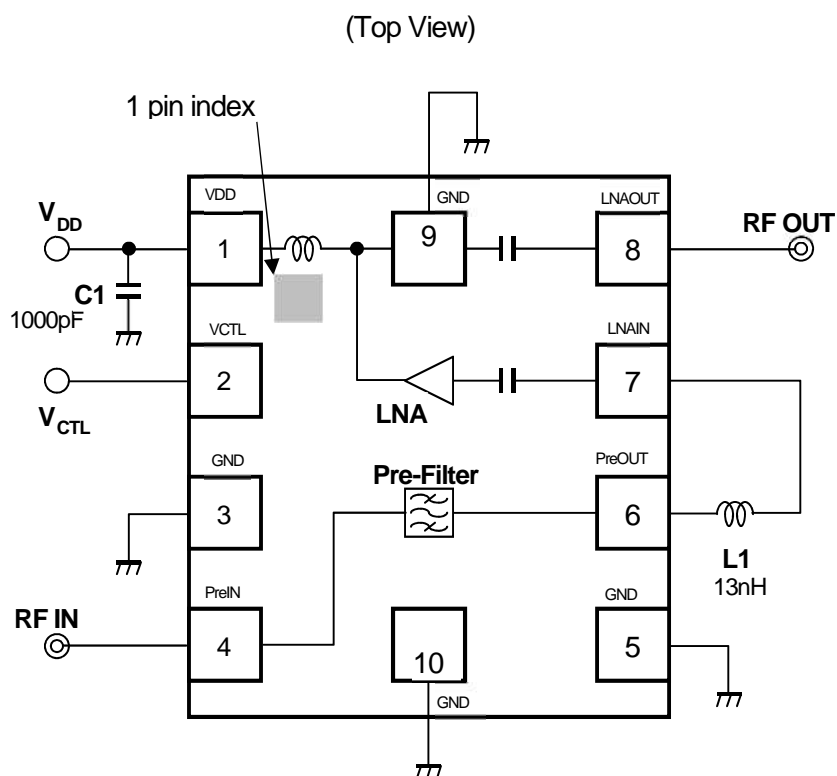 (Top View)
1 pin index
VDD
GND
LNAOUT
V_DD
1
9
8
RF OUT
C1
1000pF
VCTL
LNAIN
2
7
V_CTL
LNA
GND
Pre-Filter
PreOUT
3
6
L1
13nH
PreIN
GND
RF IN
4
10
5
GND